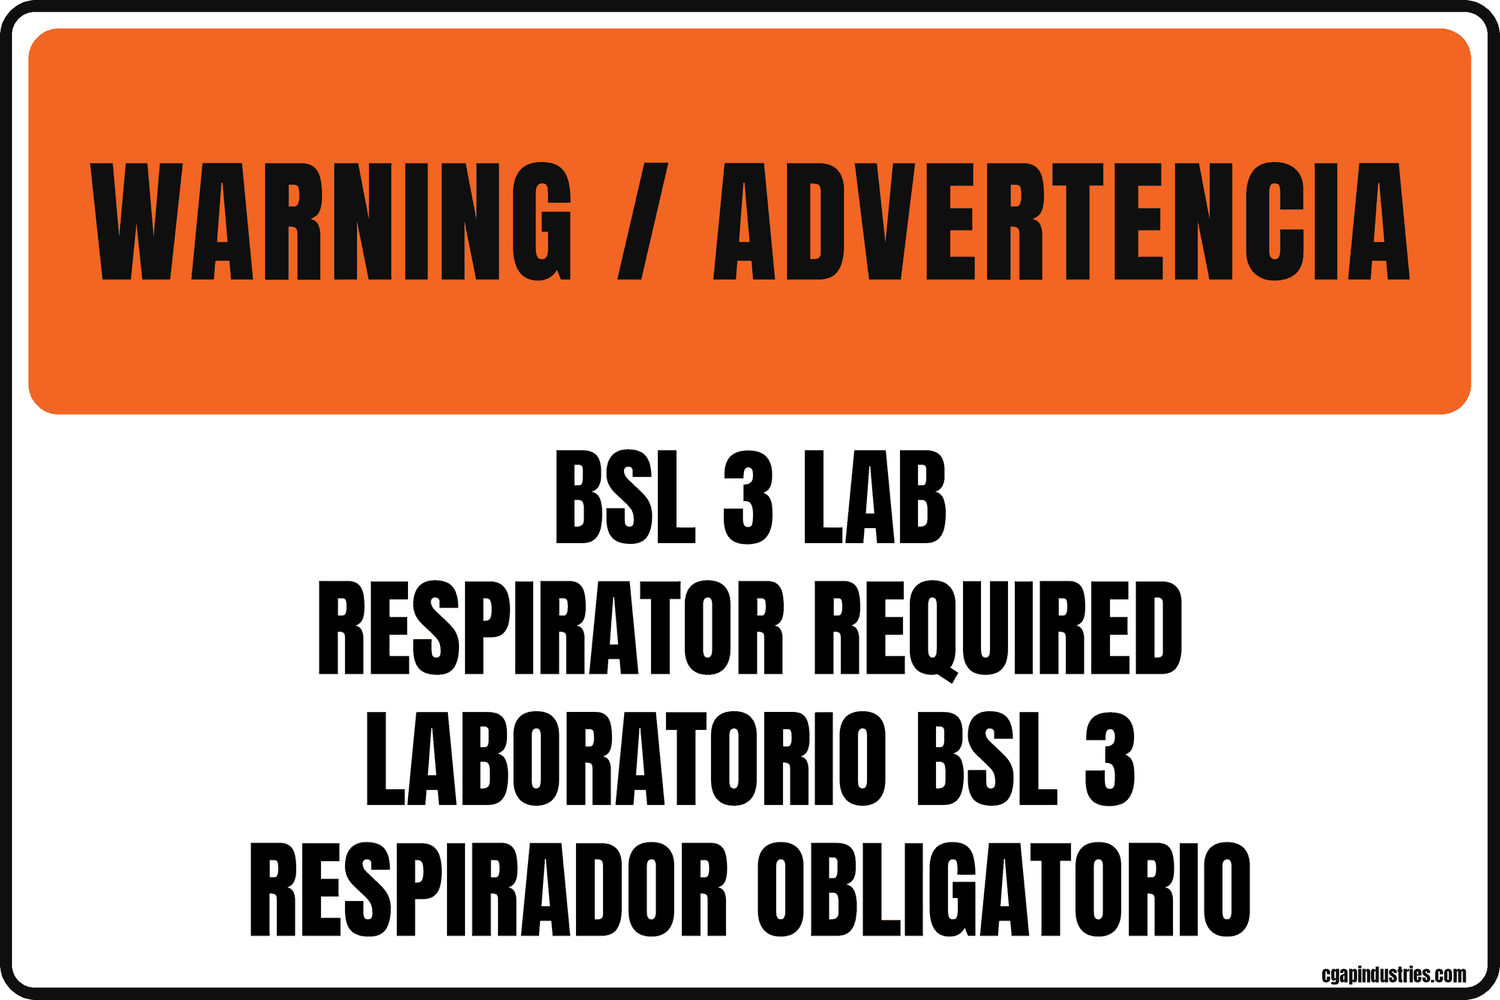 WARNING / ADVERTENCIA
BSL 3 LAB
RESPIRATOR REQUIRED
LABORATORIO BSL 3
RESPIRADOR OBLIGATORIO
cgapindustries.com